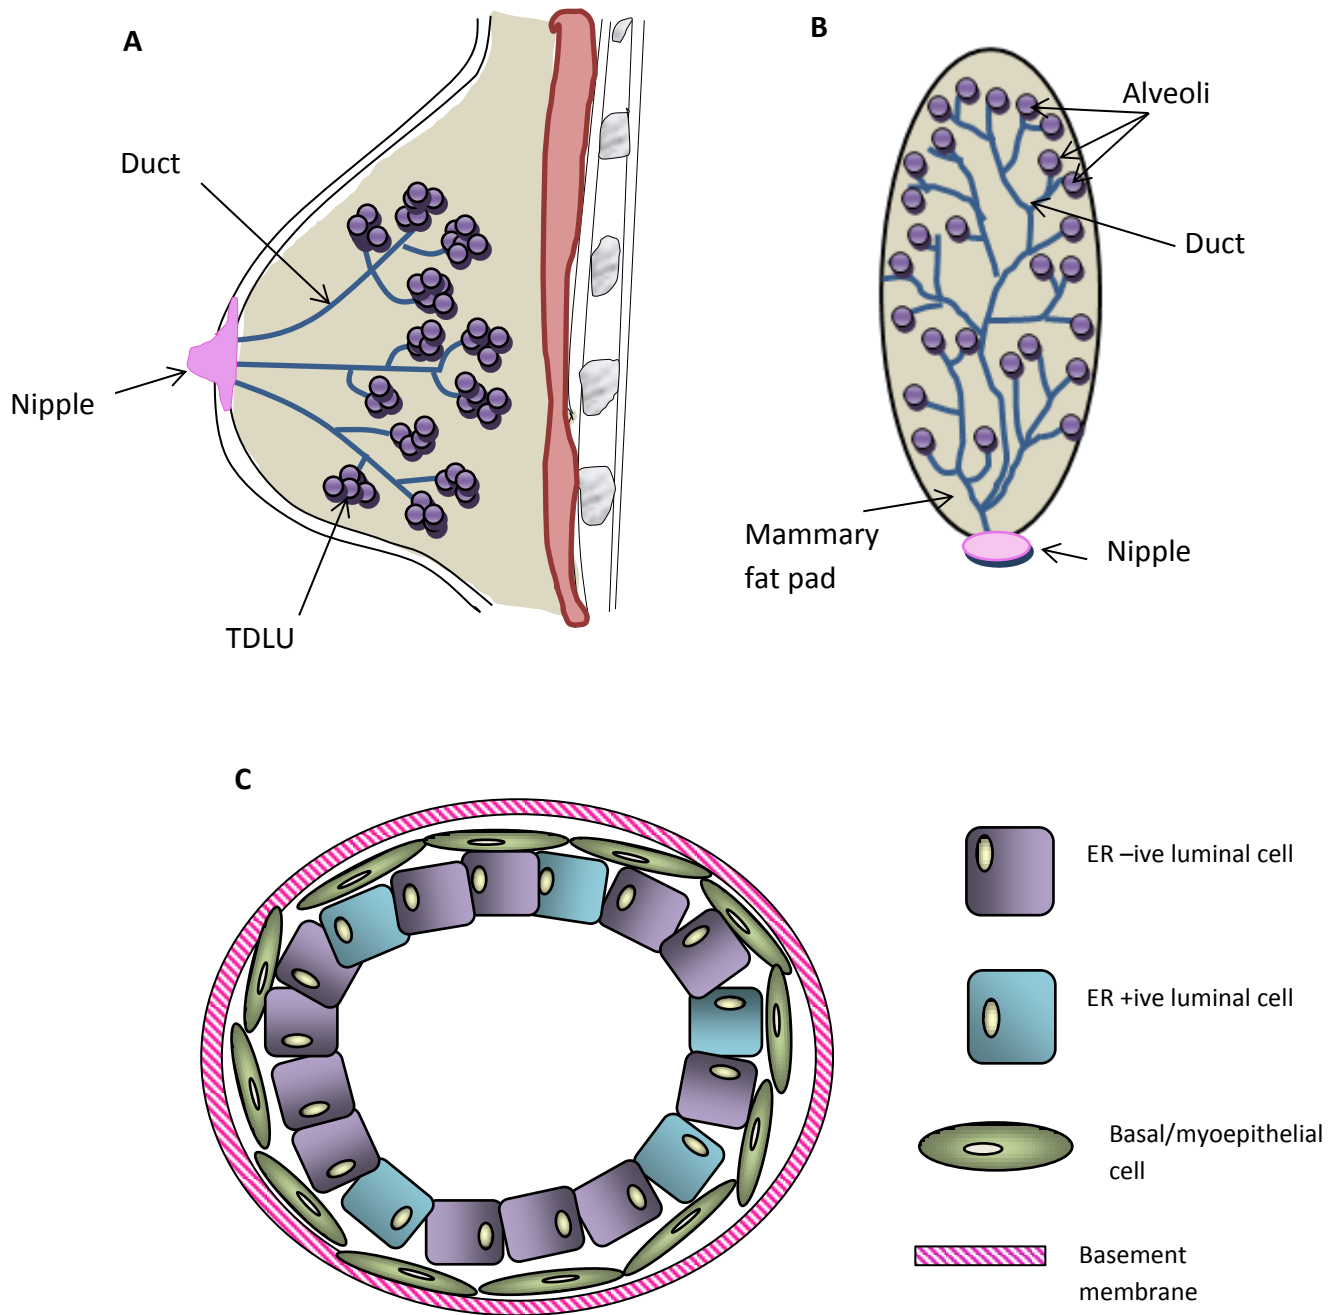 A
Duct
Nipple
TDLU
B
Alveoli
Duct
Mammary
fat pad
Nipple
C
ER –ive luminal cell
ER +ive luminal cell
Basal/myoepithelial
cell
Basement
membrane